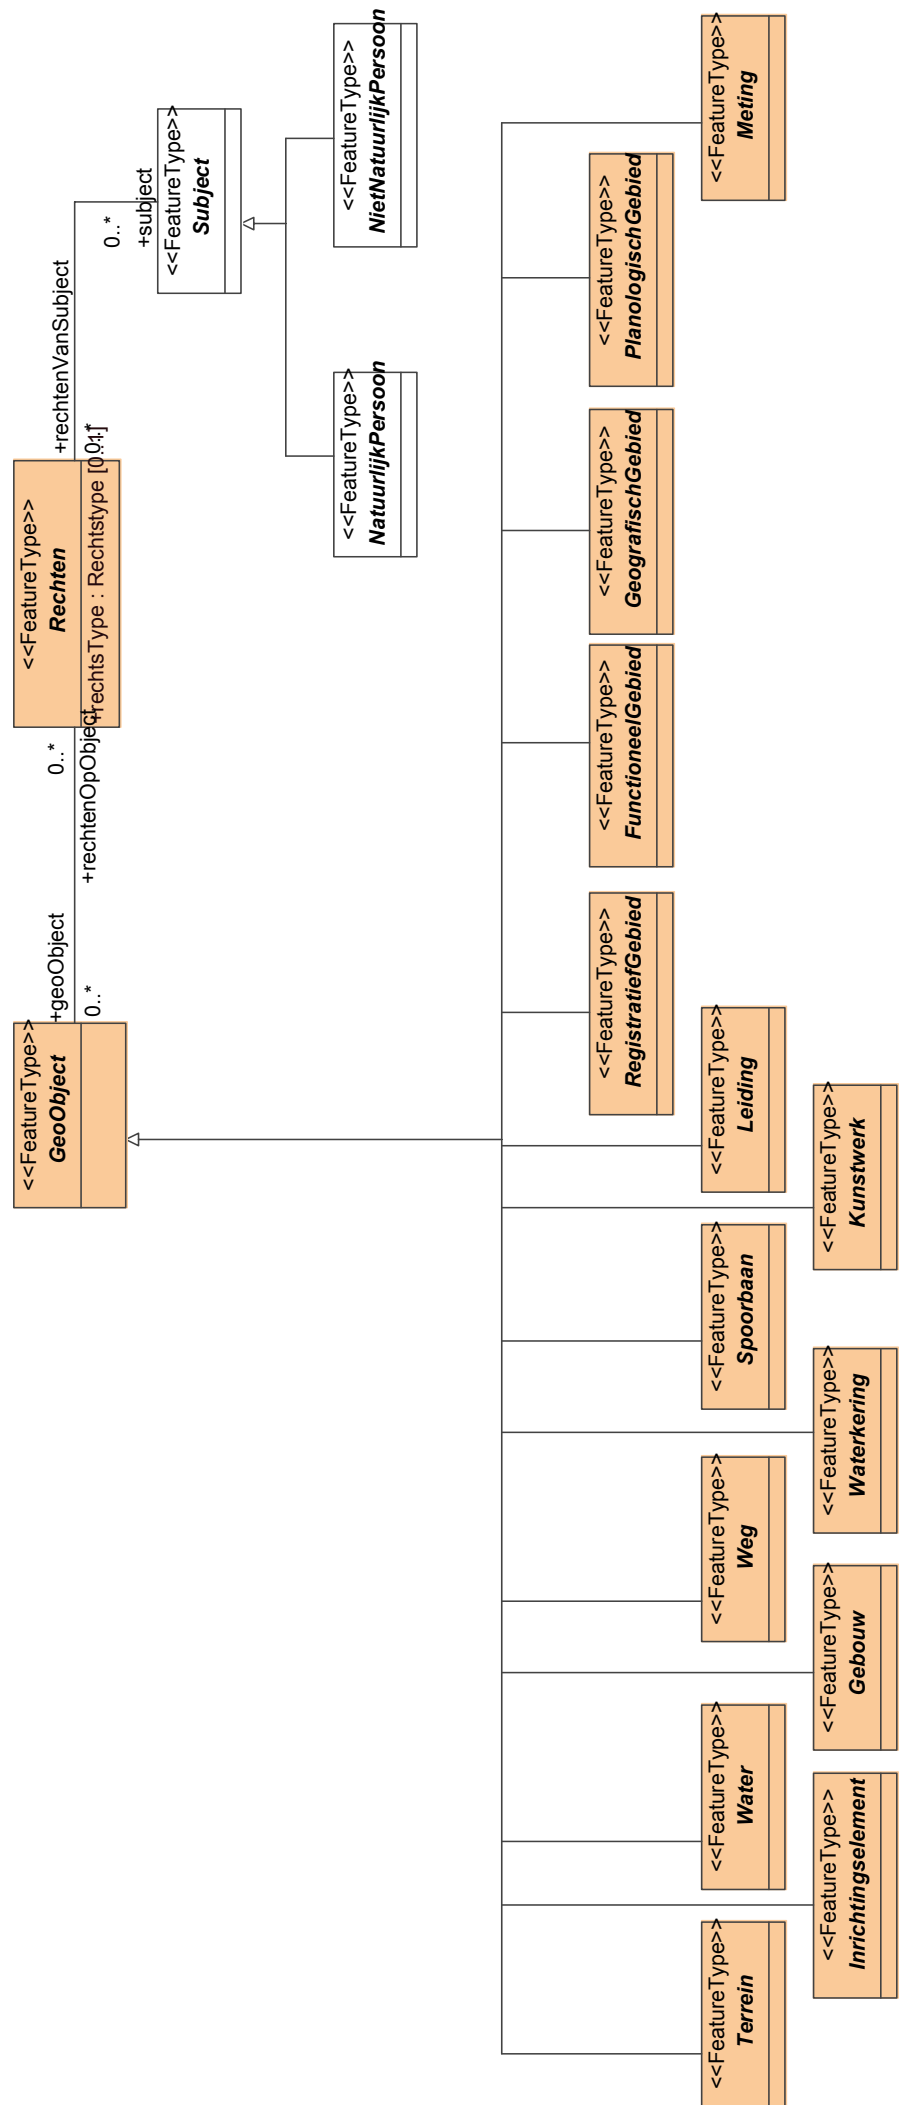 <<FeatureType>>
GeoObject
+geoObject
0..*
0..*
+rechtenOpObject
<<FeatureType>>
Rechten
+rechtsType : Rechtstype [0..1]
0..*
+rechtenVanSubject
0..*
+subject
<<FeatureType>>
Subject
<<FeatureType>>
NatuurlijkPersoon
<<FeatureType>>
NietNatuurlijkPersoon
<<FeatureType>>
RegistratiefGebied
<<FeatureType>>
FunctioneelGebied
<<FeatureType>>
GeografischGebied
<<FeatureType>>
PlanologischGebied
<<FeatureType>>
Terrein
<<FeatureType>>
Water
<<FeatureType>>
Weg
<<FeatureType>>
Spoorbaan
<<FeatureType>>
Leiding
<<FeatureType>>
Meting
<<FeatureType>>
Inrichtingselement
<<FeatureType>>
Gebouw
<<FeatureType>>
Waterkering
<<FeatureType>>
Kunstwerk